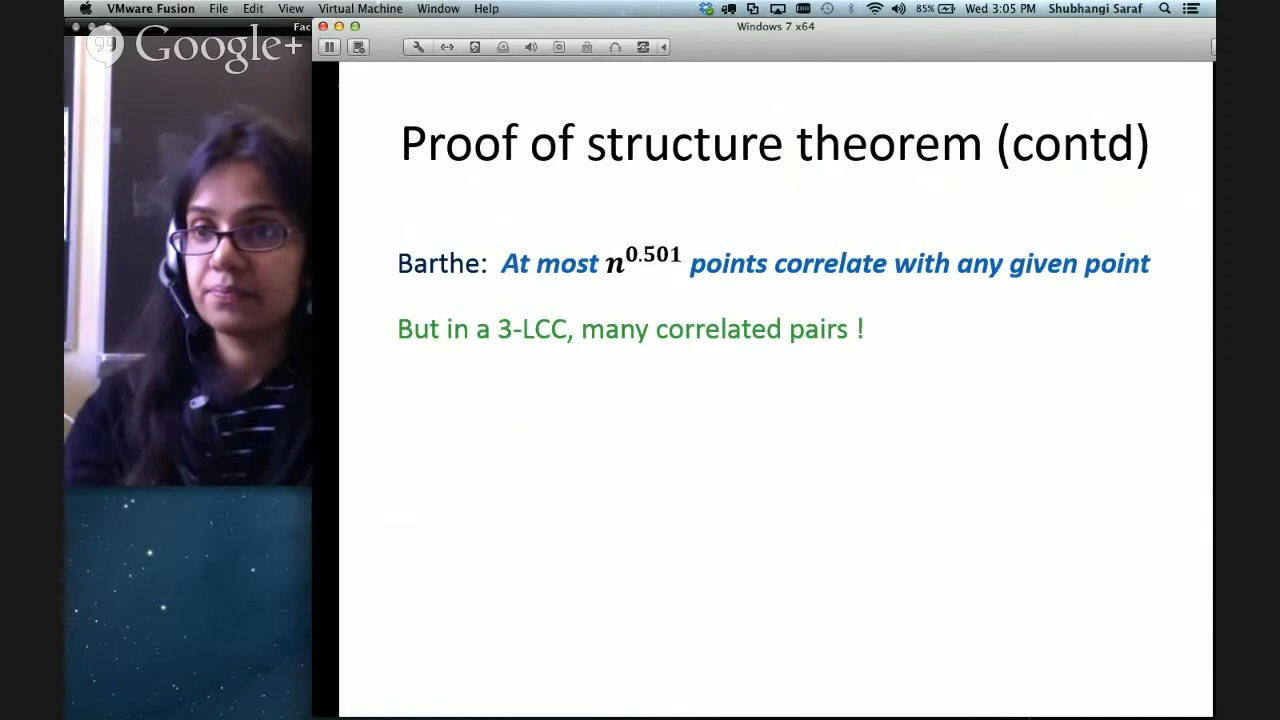 VMware Fusion File Edit View Virtual Machine Window Help 85% Wed 3:05 PM Shubhangi Saraf
Fac
Windows 7 x64
Google+
Proof of structure theorem (contd)
Barthe: At most n^0.501 points correlate with any given point
But in a 3-LCC, many correlated pairs !